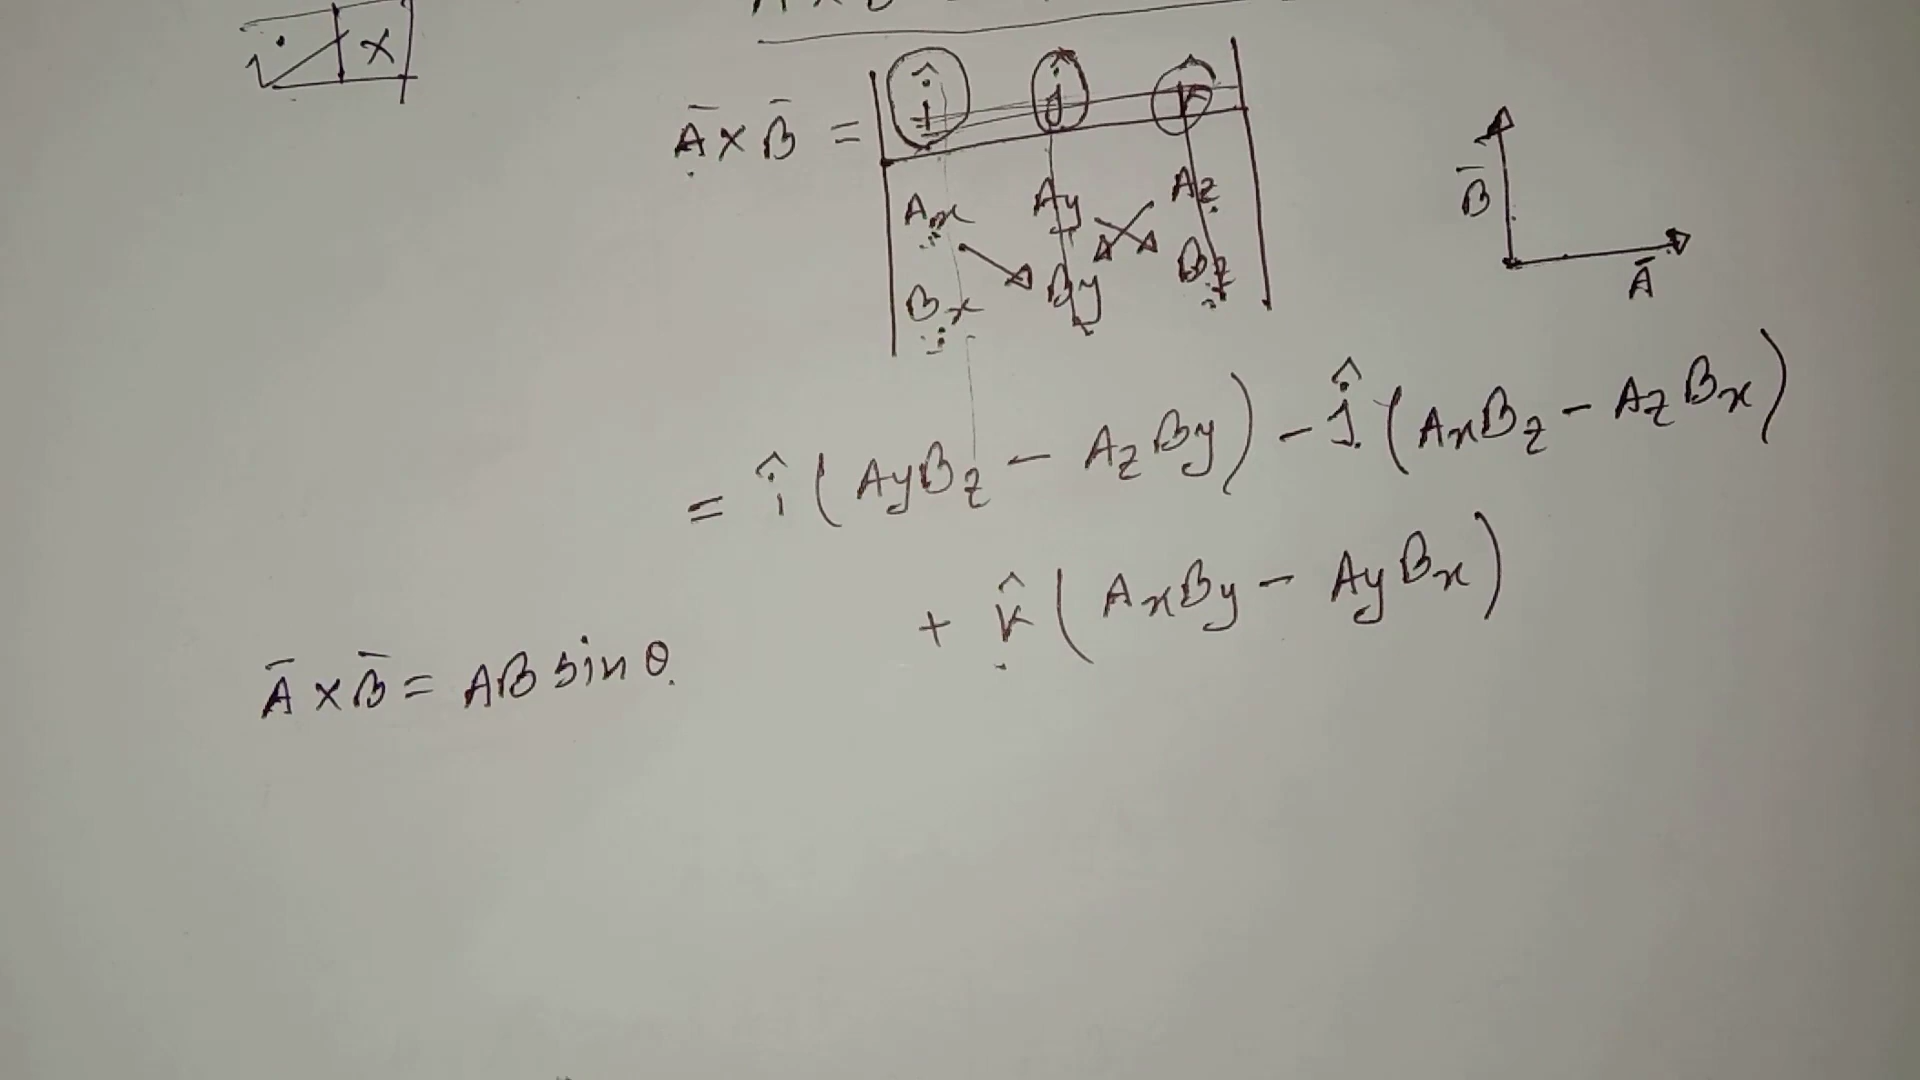 X
A̅ × B̅ = | î ĵ k̂ |
Ax Ay Az
Bx By Bz
B̅
A̅
= î ( AyBz − AzBy ) − ĵ ( AxBz − AzBx )
+ k̂ ( AxBy − AyBx )
A̅ × B̅ = AB sin θ.